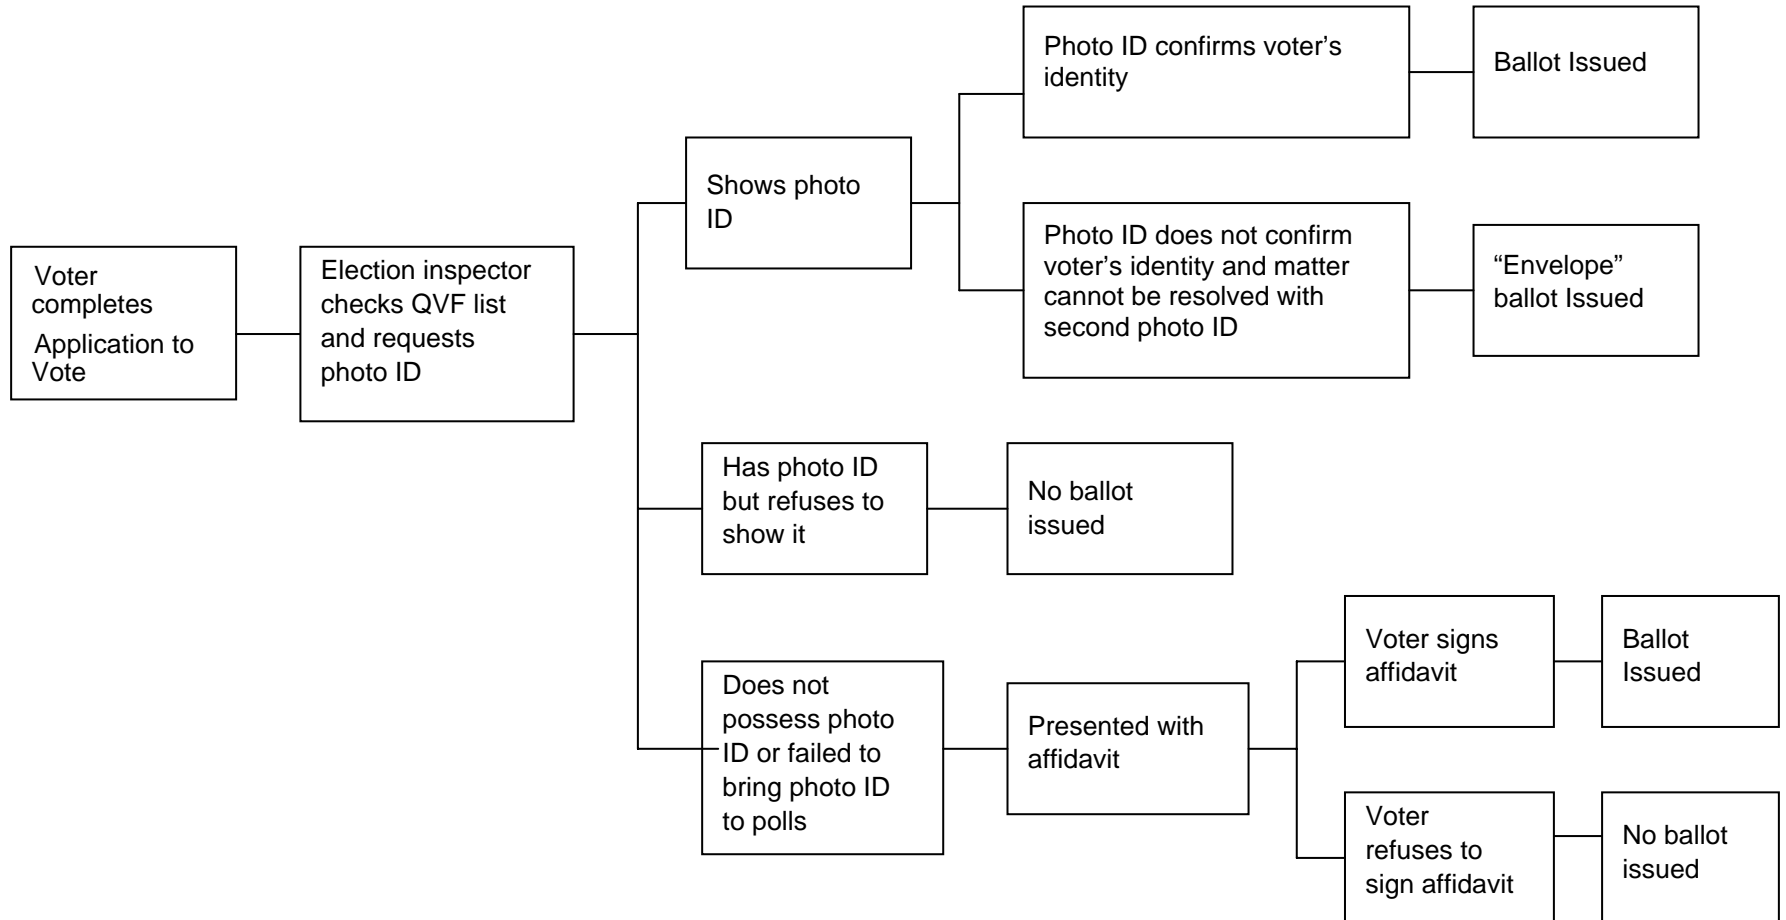 Voter
completes
Application to
Vote
Election inspector
checks QVF list
and requests
photo ID
Shows photo
ID
Photo ID confirms voter’s
identity
Ballot Issued
Photo ID does not confirm
voter’s identity and matter
cannot be resolved with
second photo ID
“Envelope”
ballot Issued
Has photo ID
but refuses to
show it
No ballot
issued
Does not
possess photo
ID or failed to
bring photo ID
to polls
Presented with
affidavit
Voter signs
affidavit
Ballot
Issued
Voter
refuses to
sign affidavit
No ballot
issued